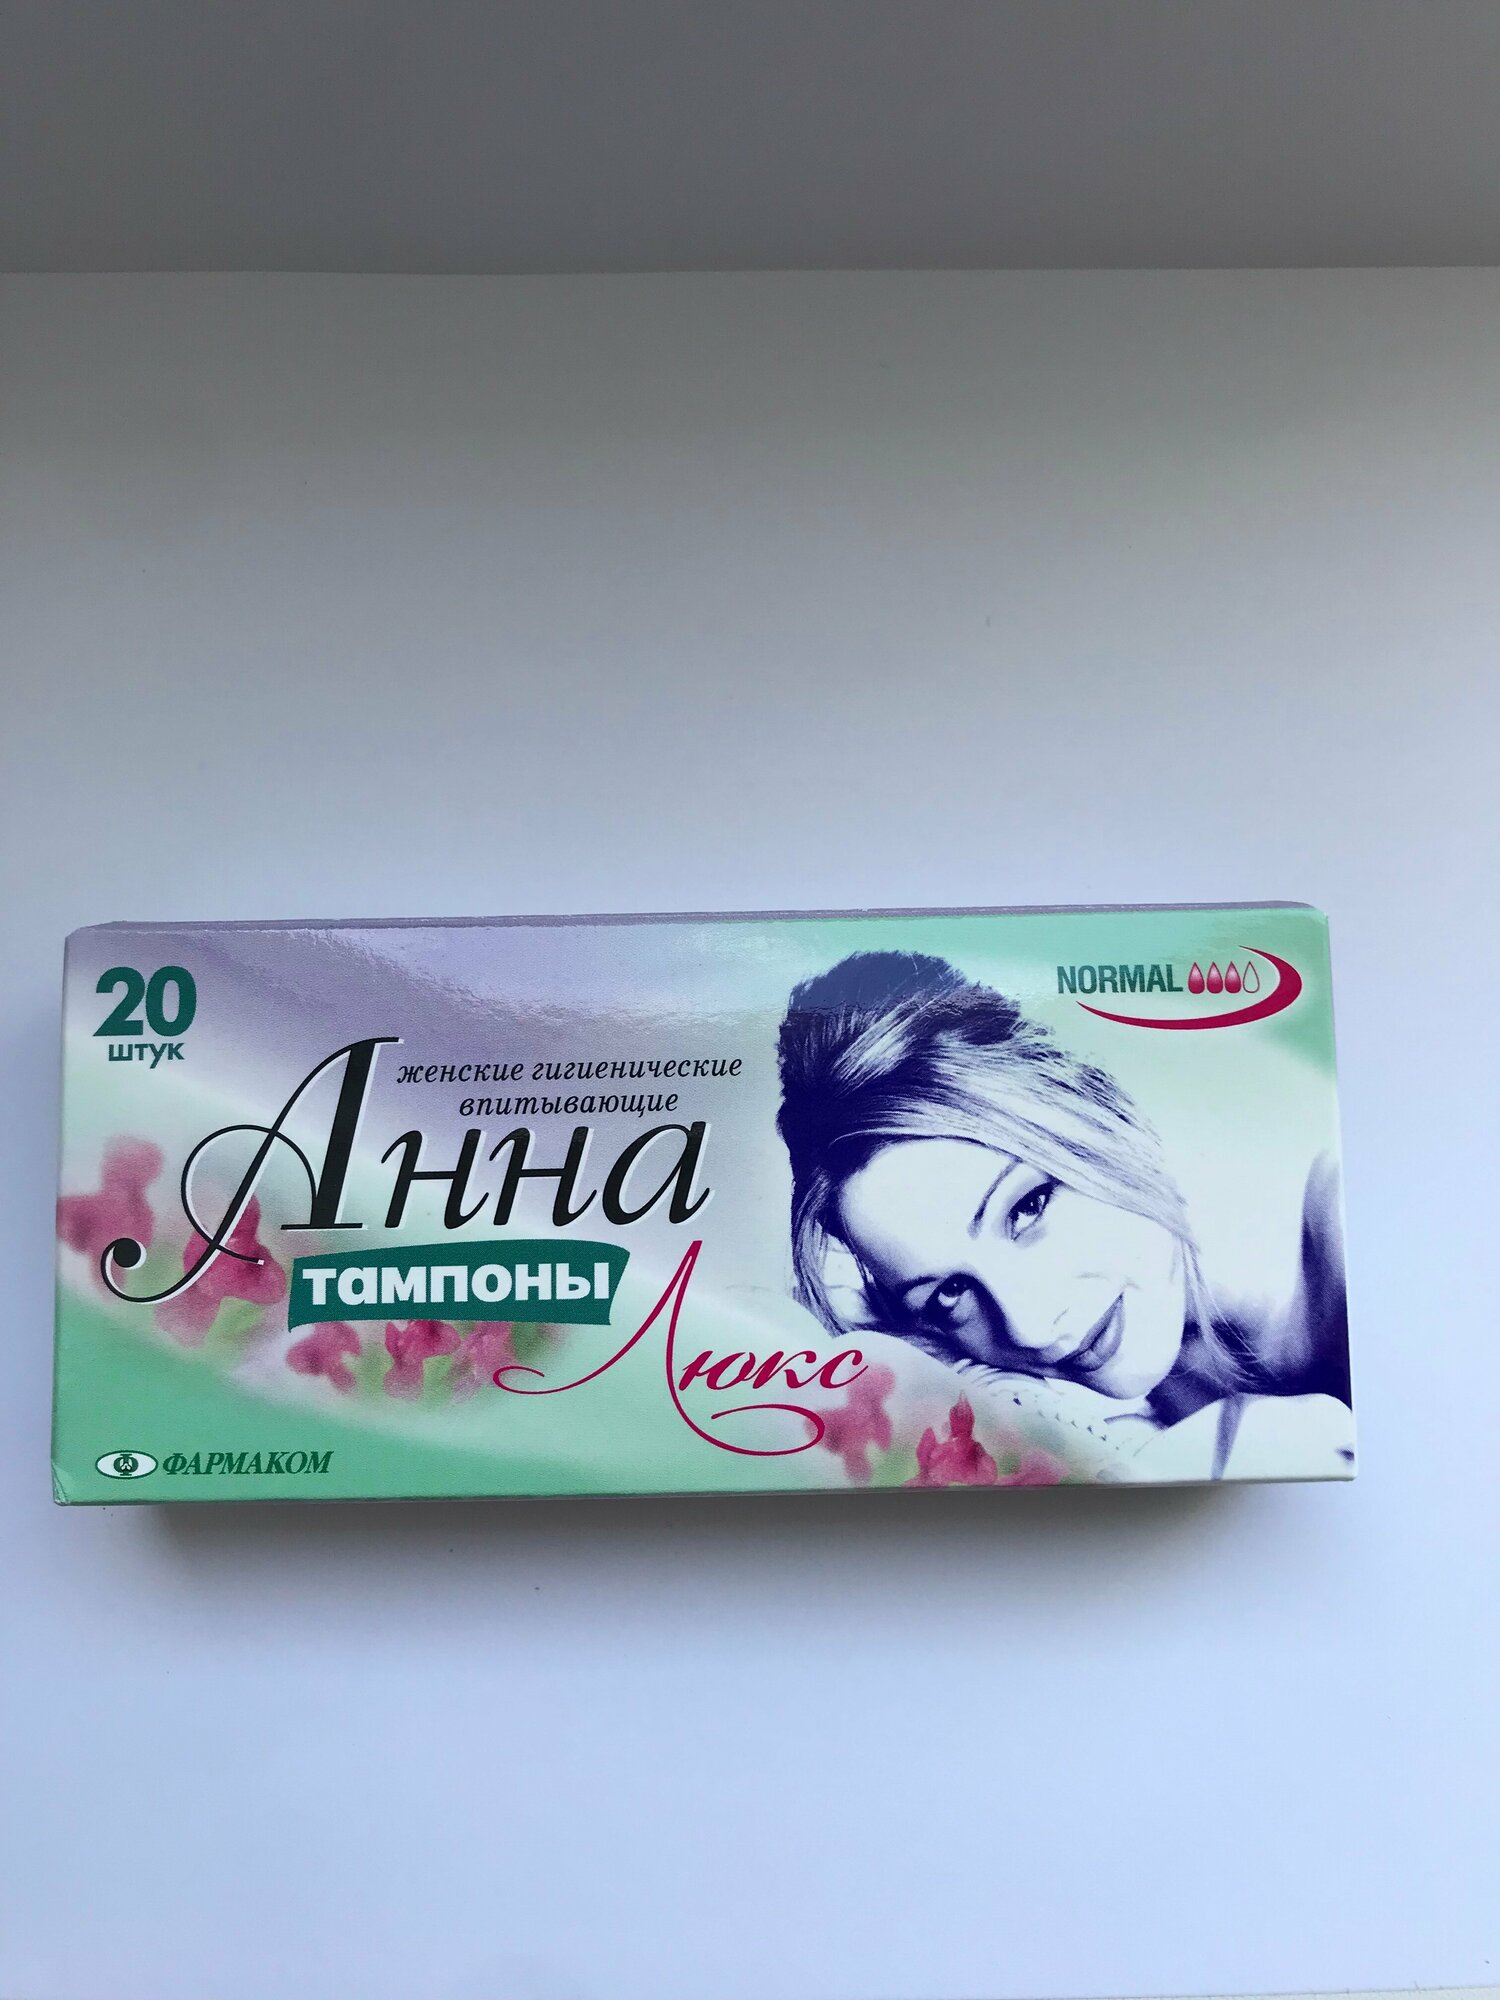 20
штук
NORMAL
женские гигиенические
впитывающие
Анна
тампоны
Люкс
ФАРМАКОМ